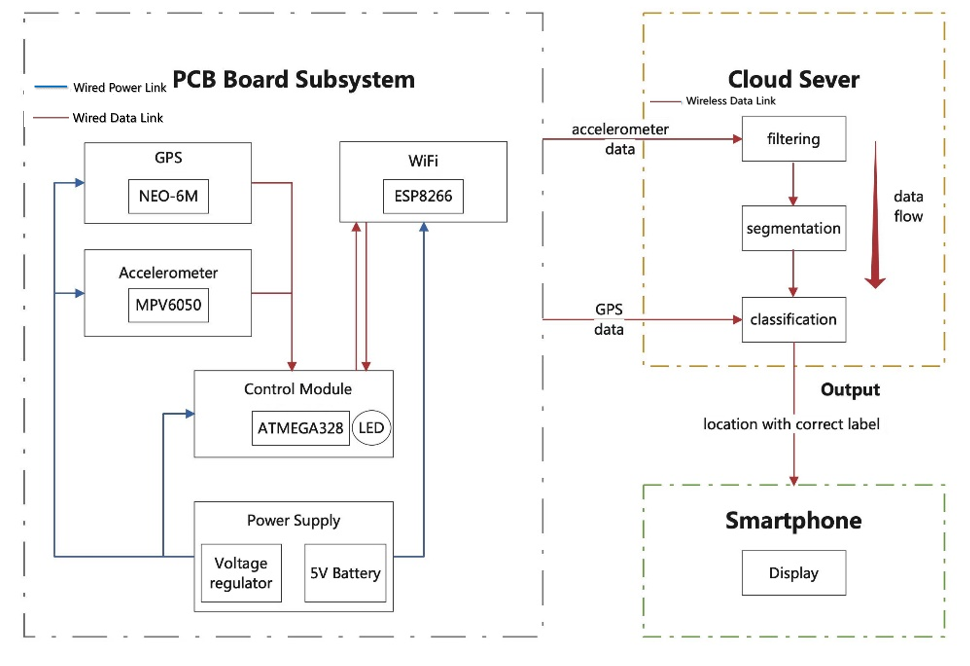 PCB Board Subsystem
Wired Power Link
Wired Data Link
GPS
NEO-6M
Accelerometer
MPV6050
WiFi
ESP8266
Control Module
ATMEGA328
LED
Power Supply
Voltage
regulator
5V Battery
accelerometer
data
GPS
data
Cloud Sever
Wireless Data Link
filtering
segmentation
classification
data
flow
Output
location with correct label
Smartphone
Display